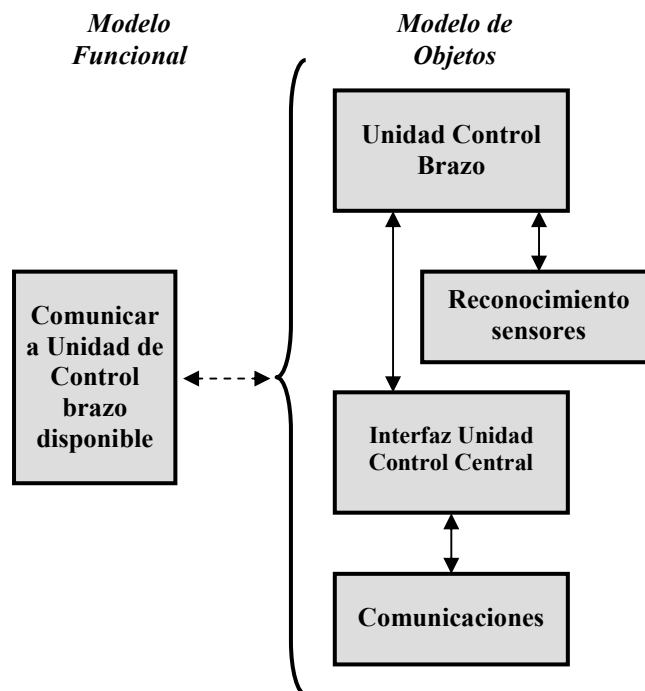 Modelo
Funcional
Modelo de
Objetos
Unidad Control
Brazo
Reconocimiento
sensores
Comunicar
a Unidad de
Control
brazo
disponible
Interfaz Unidad
Control Central
Comunicaciones